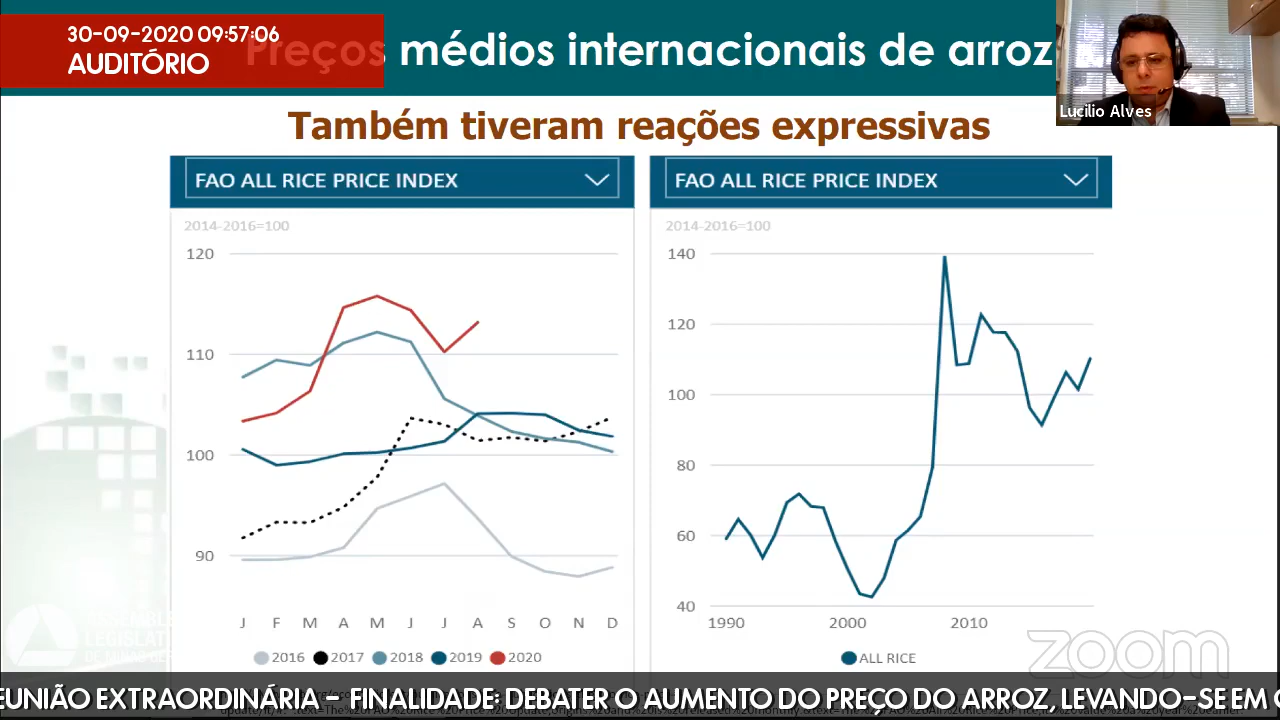 30-09-2020 09:57:06
AUDITÓRIO
Preços médios internacionais de arroz
Lucilio Alves
Também tiveram reações expressivas
FAO ALL RICE PRICE INDEX
2014-2016=100
120
110
100
90
J F M A M J J A S O N D
2016 2017 2018 2019 2020
FAO ALL RICE PRICE INDEX
2014-2016=100
140
120
100
80
60
40
1990 2000 2010
ALL RICE
zoom
EUNIÃO EXTRAORDINÁRIA - FINALIDADE: DEBATER O AUMENTO DO PREÇO DO ARROZ, LEVANDO-SE EM